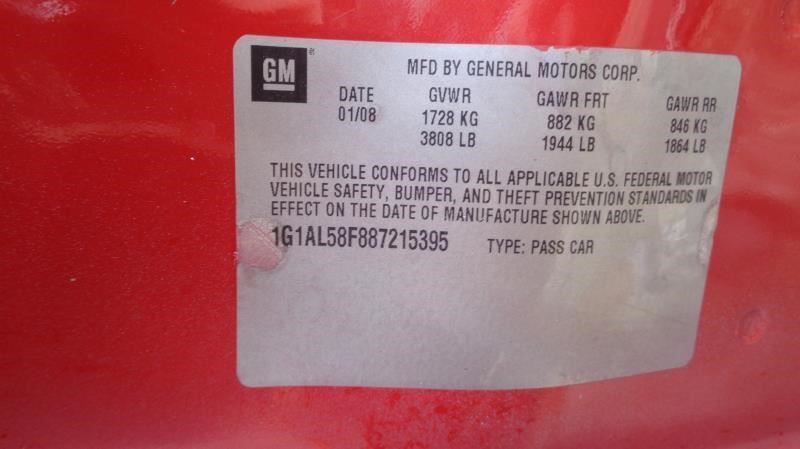 GM
MFD BY GENERAL MOTORS CORP.
DATE GVWR GAWR FRT GAWR RR
01/08 1728 KG 882 KG 846 KG
3808 LB 1944 LB 1864 LB
THIS VEHICLE CONFORMS TO ALL APPLICABLE U.S. FEDERAL MOTOR
VEHICLE SAFETY, BUMPER, AND THEFT PREVENTION STANDARDS IN
EFFECT ON THE DATE OF MANUFACTURE SHOWN ABOVE.
1G1AL58F887215395 TYPE: PASS CAR